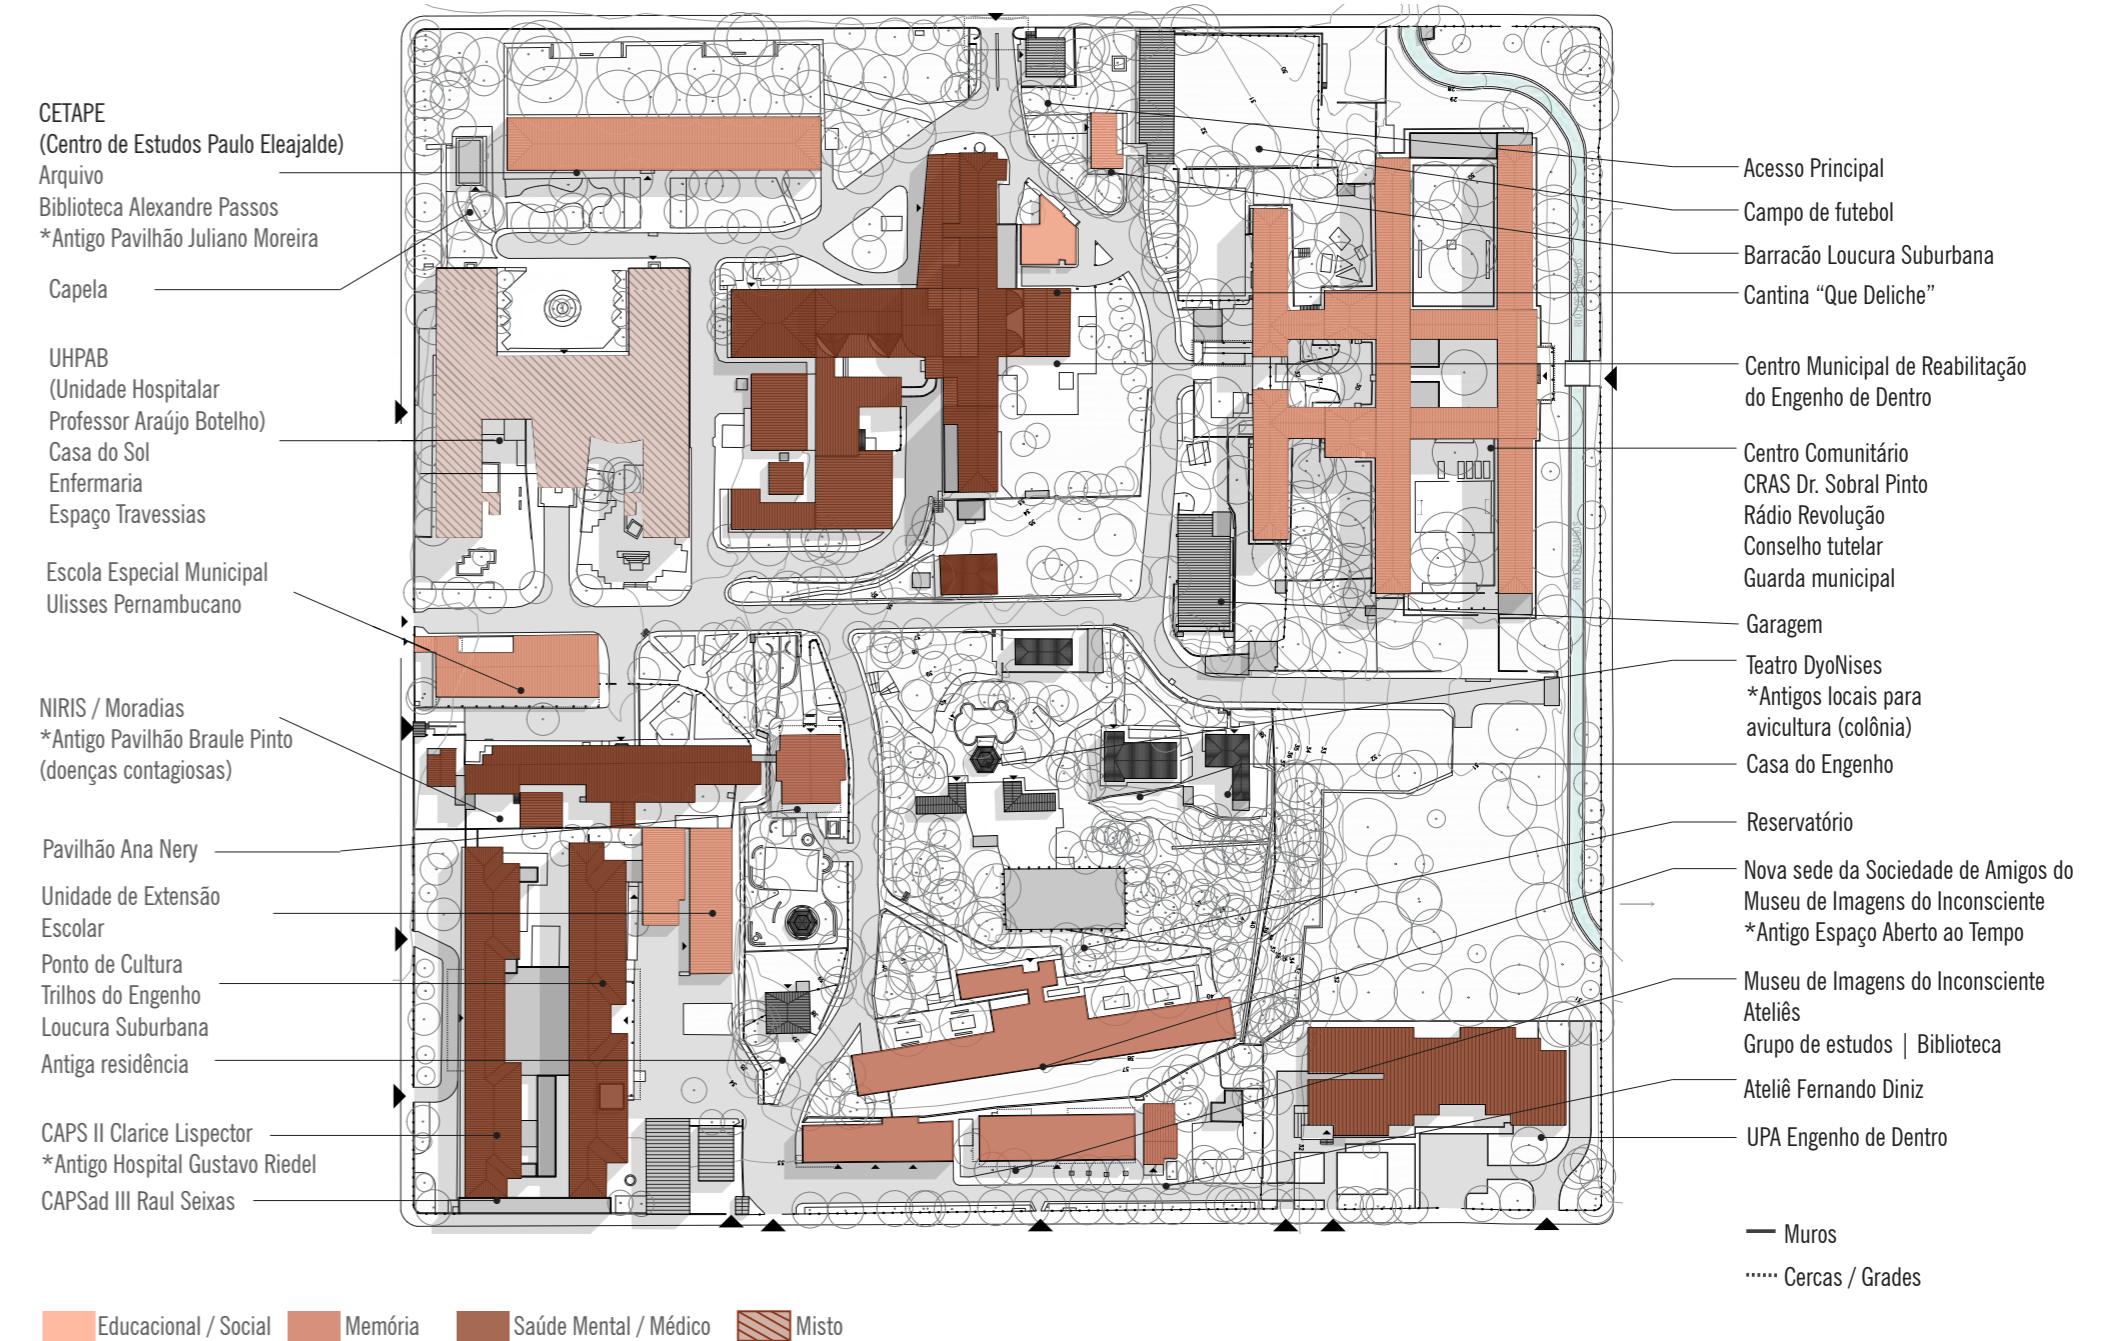 CETAPE
(Centro de Estudos Paulo Eleajalde)
Arquivo
Biblioteca Alexandre Passos
*Antigo Pavilhão Juliano Moreira
Capela
UHPAB
(Unidade Hospitalar
Professor Araújo Botelho)
Casa do Sol
Enfermaria
Espaço Travessias
Escola Especial Municipal
Ulisses Pernambucano
NIRIS / Moradias
*Antigo Pavilhão Braule Pinto
(doenças contagiosas)
Pavilhão Ana Nery
Unidade de Extensão
Escolar
Ponto de Cultura
Trilhos do Engenho
Loucura Suburbana
Antiga residência
CAPS II Clarice Lispector
*Antigo Hospital Gustavo Riedel
CAPSad III Raul Seixas
Acesso Principal
Campo de futebol
Barracão Loucura Suburbana
Cantina “Que Deliche”
Centro Municipal de Reabilitação
do Engenho de Dentro
Centro Comunitário
CRAS Dr. Sobral Pinto
Rádio Revolução
Conselho tutelar
Guarda municipal
Garagem
Teatro DyoNises
*Antigos locais para
avicultura (colônia)
Casa do Engenho
Reservatório
Nova sede da Sociedade de Amigos do
Museu de Imagens do Inconsciente
*Antigo Espaço Aberto ao Tempo
Museu de Imagens do Inconsciente
Ateliês
Grupo de estudos | Biblioteca
Ateliê Fernando Diniz
UPA Engenho de Dentro
Muros
Cercas / Grades
Educacional / Social
Memória
Saúde Mental / Médico
Misto